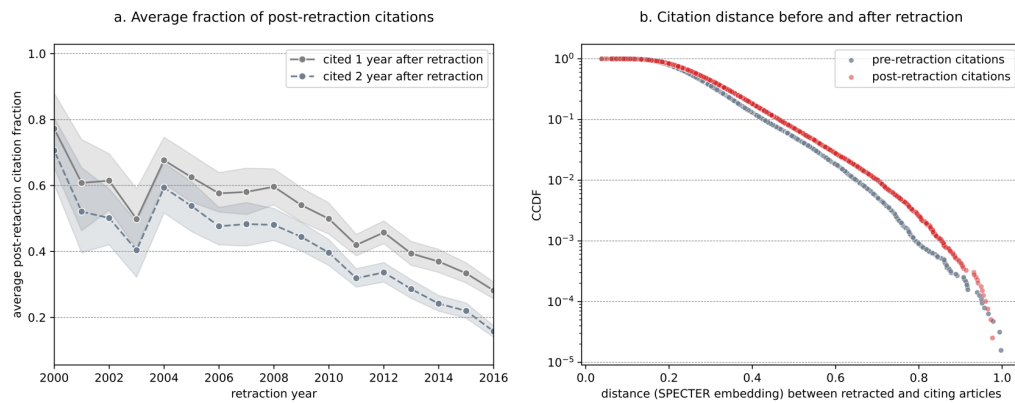 a. Average fraction of post-retraction citations
1.0
0.8
0.6
0.4
0.2
average post-retaction citation fraction
cited 1 year after retraction
cited 2 year after retraction
2000 2002 2004 2006 2008 2010 2012 2014 2016
retraction year
b. Citation distance before and after retraction
10⁰
10⁻¹
10⁻²
10⁻³
10⁻⁴
10⁻⁵
CCDF
pre-retraction citations
post-retraction citations
0.0 0.2 0.4 0.6 0.8 1.0
distance (SPECTER embedding) between retracted and citing articles